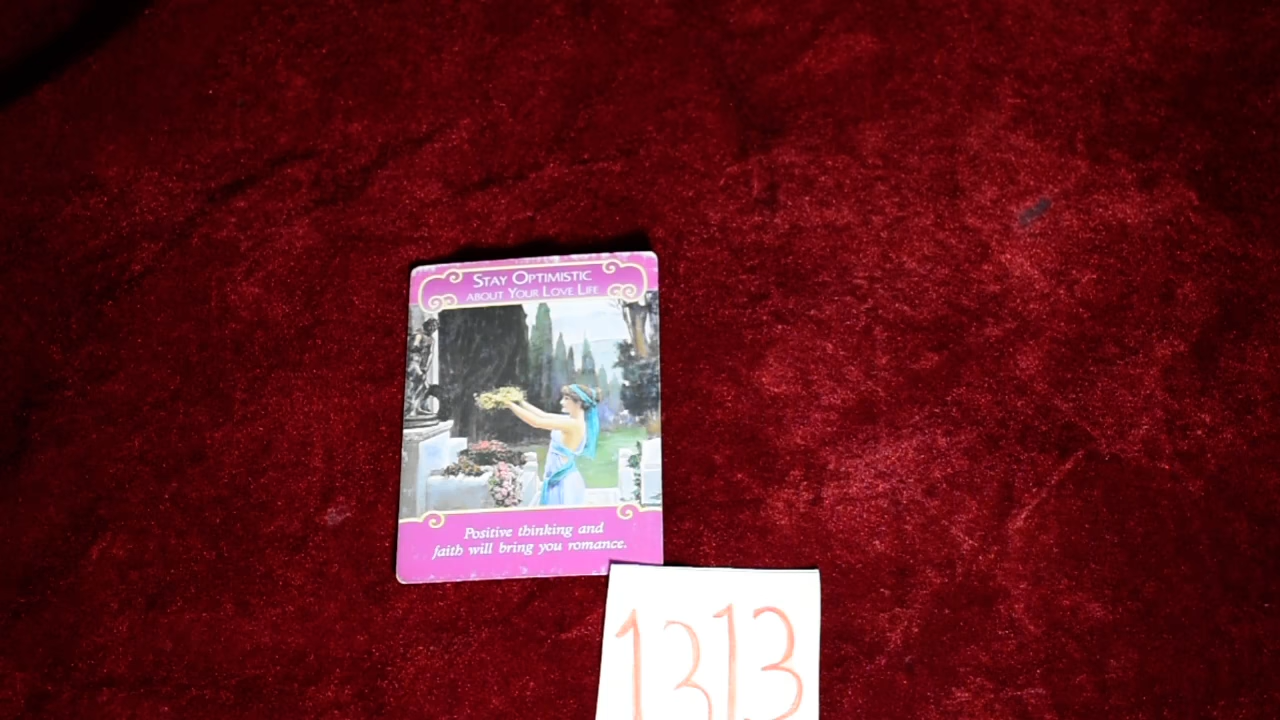 STAY OPTIMISTIC
ABOUT YOUR LOVE LIFE
Positive thinking and
faith will bring you romance.
1313